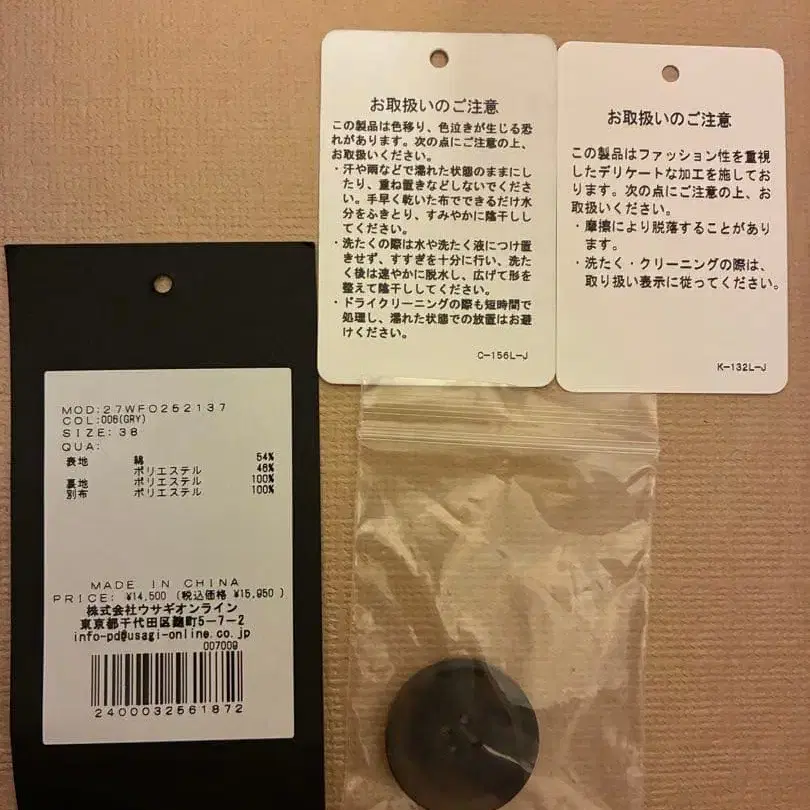 お取扱いのご注意
この製品は色移り、色泣きが生じる恐
れがあります。次の点にご注意の上、
お取扱いください。
・汗や雨などで濡れた状態のままにし
たり、重ね置きなどしないでくださ
い。手早く乾いた布でできるだけ水
分をふきとり、すみやかに陰干しし
てください。
・洗たくの際は水や洗たく液につけ置
きせず、すすぎを十分に行い、洗た
く後は速やかに脱水し、広げて形を
整えて陰干ししてください。
・ドライクリーニングの際も短時間で
処理し、濡れた状態での放置はお避
けください。
C-156L-J
お取扱いのご注意
この製品はファッション性を重視
したデリケートな加工を施してお
ります。次の点にご注意の上、お
取扱いください。
・摩擦により脱落することがあり
ます。
・洗たく・クリーニングの際は、
取り扱い表示に従ってください。
K-132L-J
MOD:27WFO252137
COL:006(GRY)
SIZE:38
QUA:
表地 綿 54%
ポリエステル 46%
裏地 ポリエステル 100%
別布 ポリエステル 100%
MADE IN CHINA
PRICE: ¥14,500 (税込価格 ¥15,950 )
株式会社ウサギオンライン
東京都千代田区麹町5-7-2
info-pd@usagi-online.co.jp
007009
2400032561872